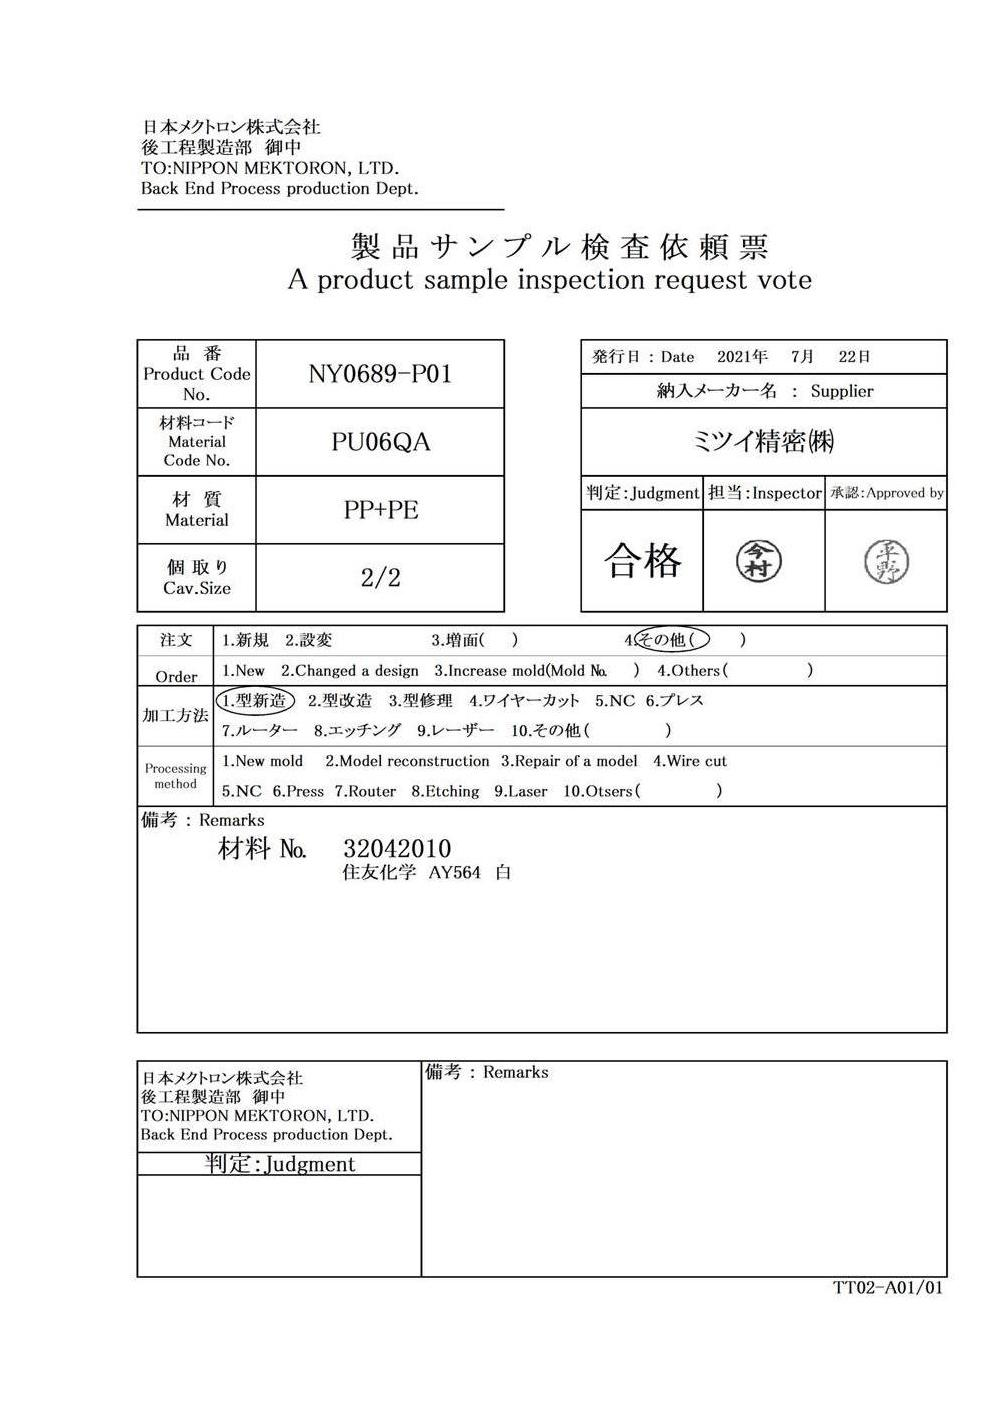 日本メクトロン株式会社
後工程製造部 御中
TO:NIPPON MEKTORON, LTD.
Back End Process production Dept.
製品サンプル検査依頼票
A product sample inspection request vote
品 番
Product Code
No.
NY0689-P01
材料コード
Material
Code No.
PU06QA
材 質
Material
PP+PE
個取り
Cav.Size
2/2
発行日 : Date 2021年 7月 22日
納入メーカー名 : Supplier
ミツイ精密㈱
判定:Judgment 担当:Inspector 承認:Approved by
合格 今村 平野
注文 1.新規 2.設変 3.増面( ) 4.その他( )
Order 1.New 2.Changed a design 3.Increase mold(Mold № ) 4.Others( )
加工方法 1.型新造 2.型改造 3.型修理 4.ワイヤーカット 5.NC 6.プレス
7.ルーター 8.エッチング 9.レーザー 10.その他( )
Processing
method
1.New mold 2.Model reconstruction 3.Repair of a model 4.Wire cut
5.NC 6.Press 7.Router 8.Etching 9.Laser 10.Otsers( )
備考 : Remarks
材料 № 32042010
住友化学 AY564 白
日本メクトロン株式会社
後工程製造部 御中
TO:NIPPON MEKTORON, LTD.
Back End Process production Dept.
判定:Judgment
備考 : Remarks
TT02-A01/01